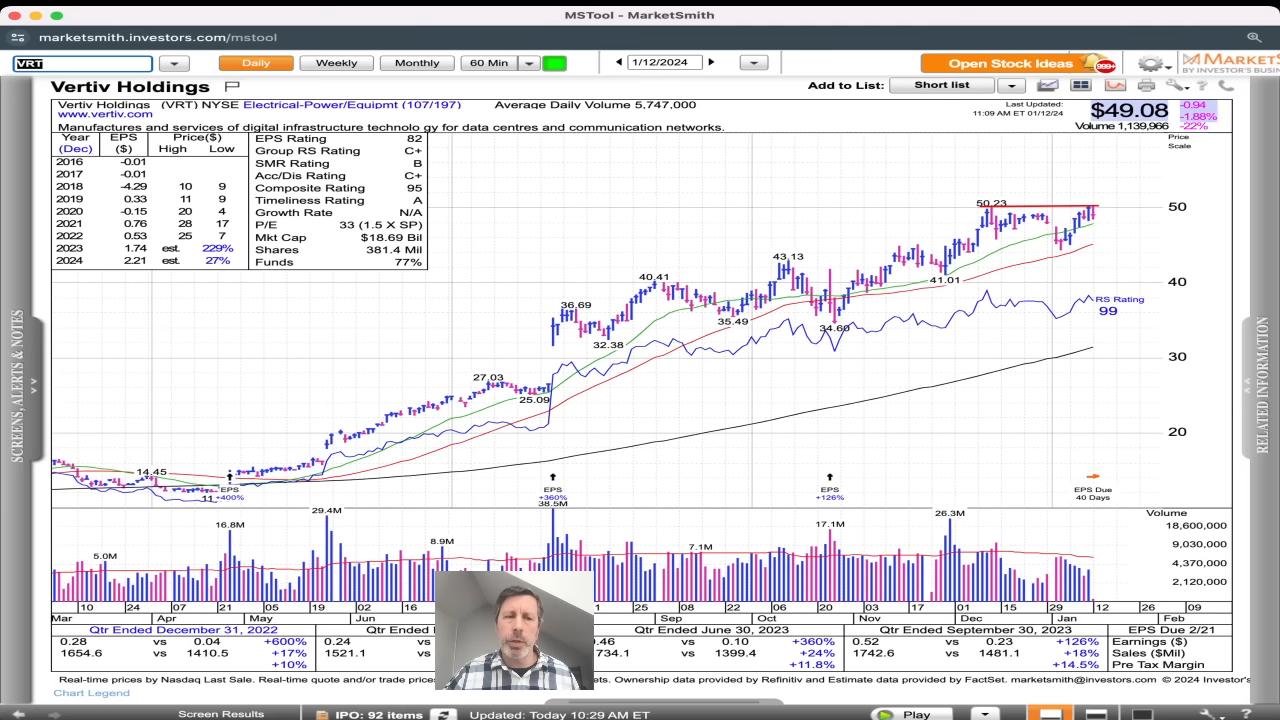 MSTool - MarketSmith
marketsmith.investors.com/mstool
VRT Daily Weekly Monthly 60 Min 1/12/2024 Open Stock Ideas 999+ MARKETS
BY INVESTOR'S BUSIN
Vertiv Holdings Add to List: Short list
Vertiv Holdings (VRT) NYSE Electrical-Power/Equipmt (107/197) Average Daily Volume 5,747,000
www.vertiv.com
Manufactures and services of digital infrastructure technolo gy for data centres and communication networks.
Last Updated:
11:09 AM ET 01/12/24
$49.08
-0.94
-1.88%
Volume 1,139,966 -22%
Year EPS Price($)
(Dec) ($) High Low
2016 -0.01
2017 -0.01
2018 -4.29 10 9
2019 0.33 11 9
2020 -0.15 20 4
2021 0.76 28 17
2022 0.53 25 7
2023 1.74 est. 229%
2024 2.21 est. 27%
EPS Rating 82
Group RS Rating C+
SMR Rating B
Acc/Dis Rating C+
Composite Rating 95
Timeliness Rating A
Growth Rate N/A
P/E 33 (1.5 X SP)
Mkt Cap $18.69 Bil
Shares 381.4 Mil
Funds 77%
Price
Scale
50
40
30
20
50.23
43.13
40.41
41.01
36.69
35.49
34.60
32.38
27.03
25.09
14.45
11
RS Rating
99
EPS
+400%
EPS
+360%
EPS
+126%
EPS Due
40 Days
38.5M
29.4M
26.3M
16.8M
17.1M
8.9M
7.1M
5.0M
Volume
18,600,000
9,030,000
4,370,000
2,120,000
10 24 07 21 05 19 02 16 11 25 08 22 06 20 03 17 01 15 29 12 26 09
Mar Apr May Jun Sep Oct Nov Dec Jan Feb
Qtr Ended December 31, 2022 Qtr Ended Qtr Ended June 30, 2023 Qtr Ended September 30, 2023 EPS Due 2/21
0.28 vs 0.04 +600% 0.24 vs .46 0.10 +360% 0.52 vs 0.23 +126% Earnings ($)
1654.6 vs 1410.5 +17% 1521.1 vs 734.1 vs 1399.4 +24% 1742.6 vs 1481.1 +18% Sales ($Mil)
+10% +11.8% +14.5% Pre Tax Margin
Real-time prices by Nasdaq Last Sale. Real-time quote and/or trade prices Ownership data provided by Refinitiv and Estimate data provided by FactSet. marketsmith@investors.com © 2024 Investor's
Chart Legend
SCREENS, ALERTS & NOTES
RELATED INFORMATION
Screen Results IPO: 92 items Updated: Today 10:29 AM ET Play